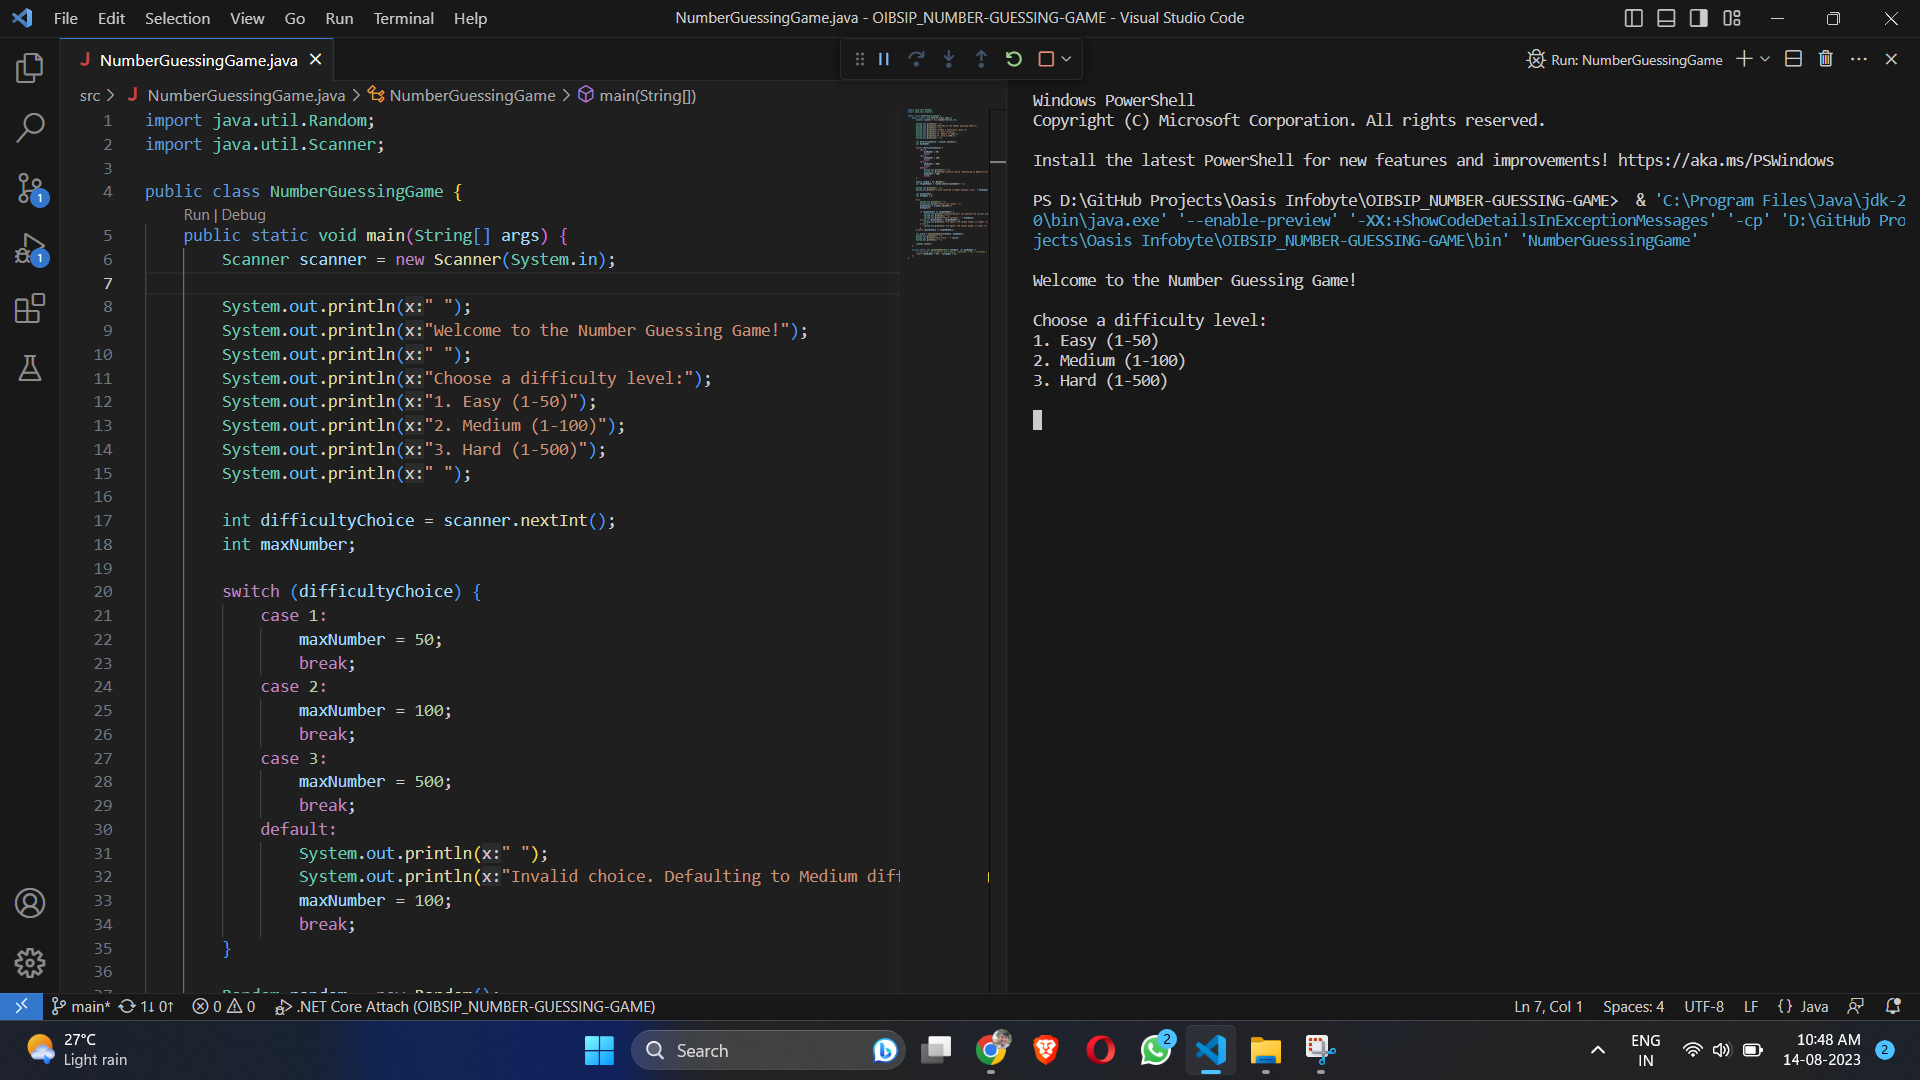 File Edit Selection View Go Run Terminal Help
NumberGuessingGame.java - OIBSIP_NUMBER-GUESSING-GAME - Visual Studio Code
J NumberGuessingGame.java
Run: NumberGuessingGame
src > J NumberGuessingGame.java > NumberGuessingGame > main(String[])
1 import java.util.Random;
2 import java.util.Scanner;
3
4 public class NumberGuessingGame {
Run | Debug
5 public static void main(String[] args) {
6 Scanner scanner = new Scanner(System.in);
7
8 System.out.println(x:" ");
9 System.out.println(x:"Welcome to the Number Guessing Game!");
10 System.out.println(x:" ");
11 System.out.println(x:"Choose a difficulty level:");
12 System.out.println(x:"1. Easy (1-50)");
13 System.out.println(x:"2. Medium (1-100)");
14 System.out.println(x:"3. Hard (1-500)");
15 System.out.println(x:" ");
16
17 int difficultyChoice = scanner.nextInt();
18 int maxNumber;
19
20 switch (difficultyChoice) {
21 case 1:
22 maxNumber = 50;
23 break;
24 case 2:
25 maxNumber = 100;
26 break;
27 case 3:
28 maxNumber = 500;
29 break;
30 default:
31 System.out.println(x:" ");
32 System.out.println(x:"Invalid choice. Defaulting to Medium diff
33 maxNumber = 100;
34 break;
35 }
36
37 Random random = new Random();
Windows PowerShell
Copyright (C) Microsoft Corporation. All rights reserved.
Install the latest PowerShell for new features and improvements! https://aka.ms/PSWindows
PS D:\GitHub Projects\Oasis Infobyte\OIBSIP_NUMBER-GUESSING-GAME>  & 'C:\Program Files\Java\jdk-2
0\bin\java.exe' '--enable-preview' '-XX:+ShowCodeDetailsInExceptionMessages' '-cp' 'D:\GitHub Pro
jects\Oasis Infobyte\OIBSIP_NUMBER-GUESSING-GAME\bin' 'NumberGuessingGame'
Welcome to the Number Guessing Game!
Choose a difficulty level:
1. Easy (1-50)
2. Medium (1-100)
3. Hard (1-500)
1
1
main* 1↓ 0↑ 0 0 .NET Core Attach (OIBSIP_NUMBER-GUESSING-GAME)
Ln 7, Col 1 Spaces: 4 UTF-8 LF {} Java
27°C
Light rain
Search
2
ENG
IN
10:48 AM
14-08-2023
2